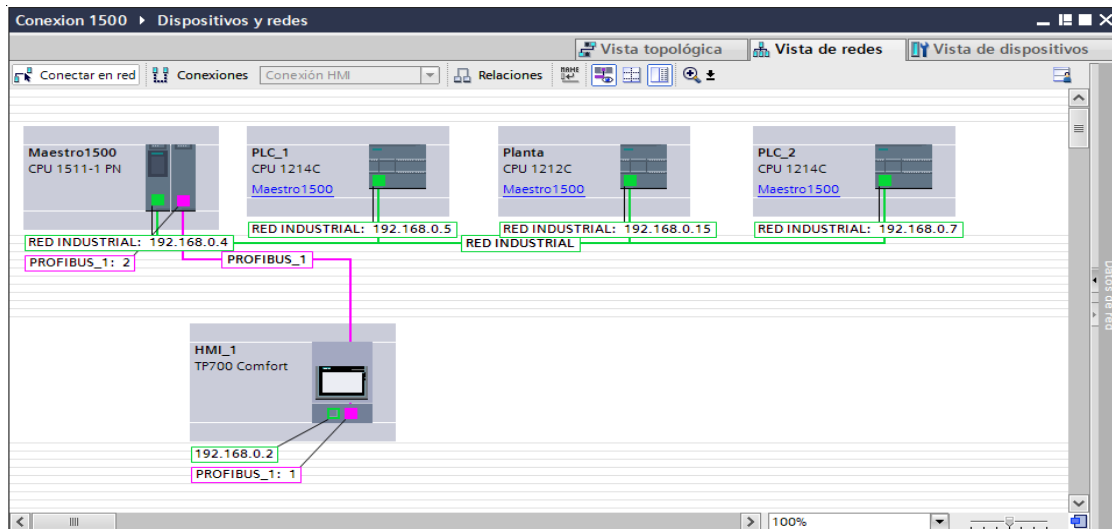 Conexion 1500 ▸ Dispositivos y redes
Vista topológica
Vista de redes
Vista de dispositivos
Conectar en red
Conexiones
Conexión HMI
Relaciones
Maestro1500
CPU 1511-1 PN
PLC_1
CPU 1214C
Maestro1500
Planta
CPU 1212C
Maestro1500
PLC_2
CPU 1214C
Maestro1500
RED INDUSTRIAL: 192.168.0.4
RED INDUSTRIAL: 192.168.0.5
RED INDUSTRIAL: 192.168.0.15
RED INDUSTRIAL: 192.168.0.7
RED INDUSTRIAL
PROFIBUS_1: 2
PROFIBUS_1
HMI_1
TP700 Comfort
192.168.0.2
PROFIBUS_1: 1
100%
Datos de red